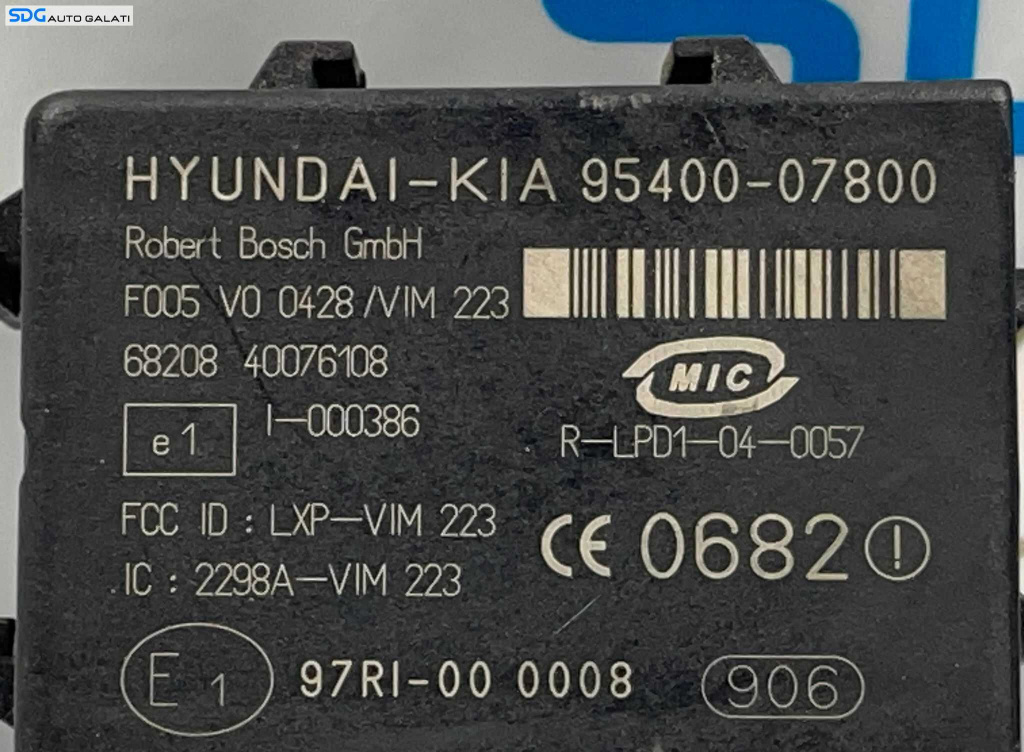 SDG AUTO GALATI
HYUNDAI-KIA 95400-07800
Robert Bosch GmbH
F005 V0 0428/VIM 223
68208 40076108
MIC
e1 I-000386
R-LPD1-04-0057
FCC ID : LXP-VIM 223
CE 0682 !
IC : 2298A-VIM 223
E1 97RI-00 0008 906